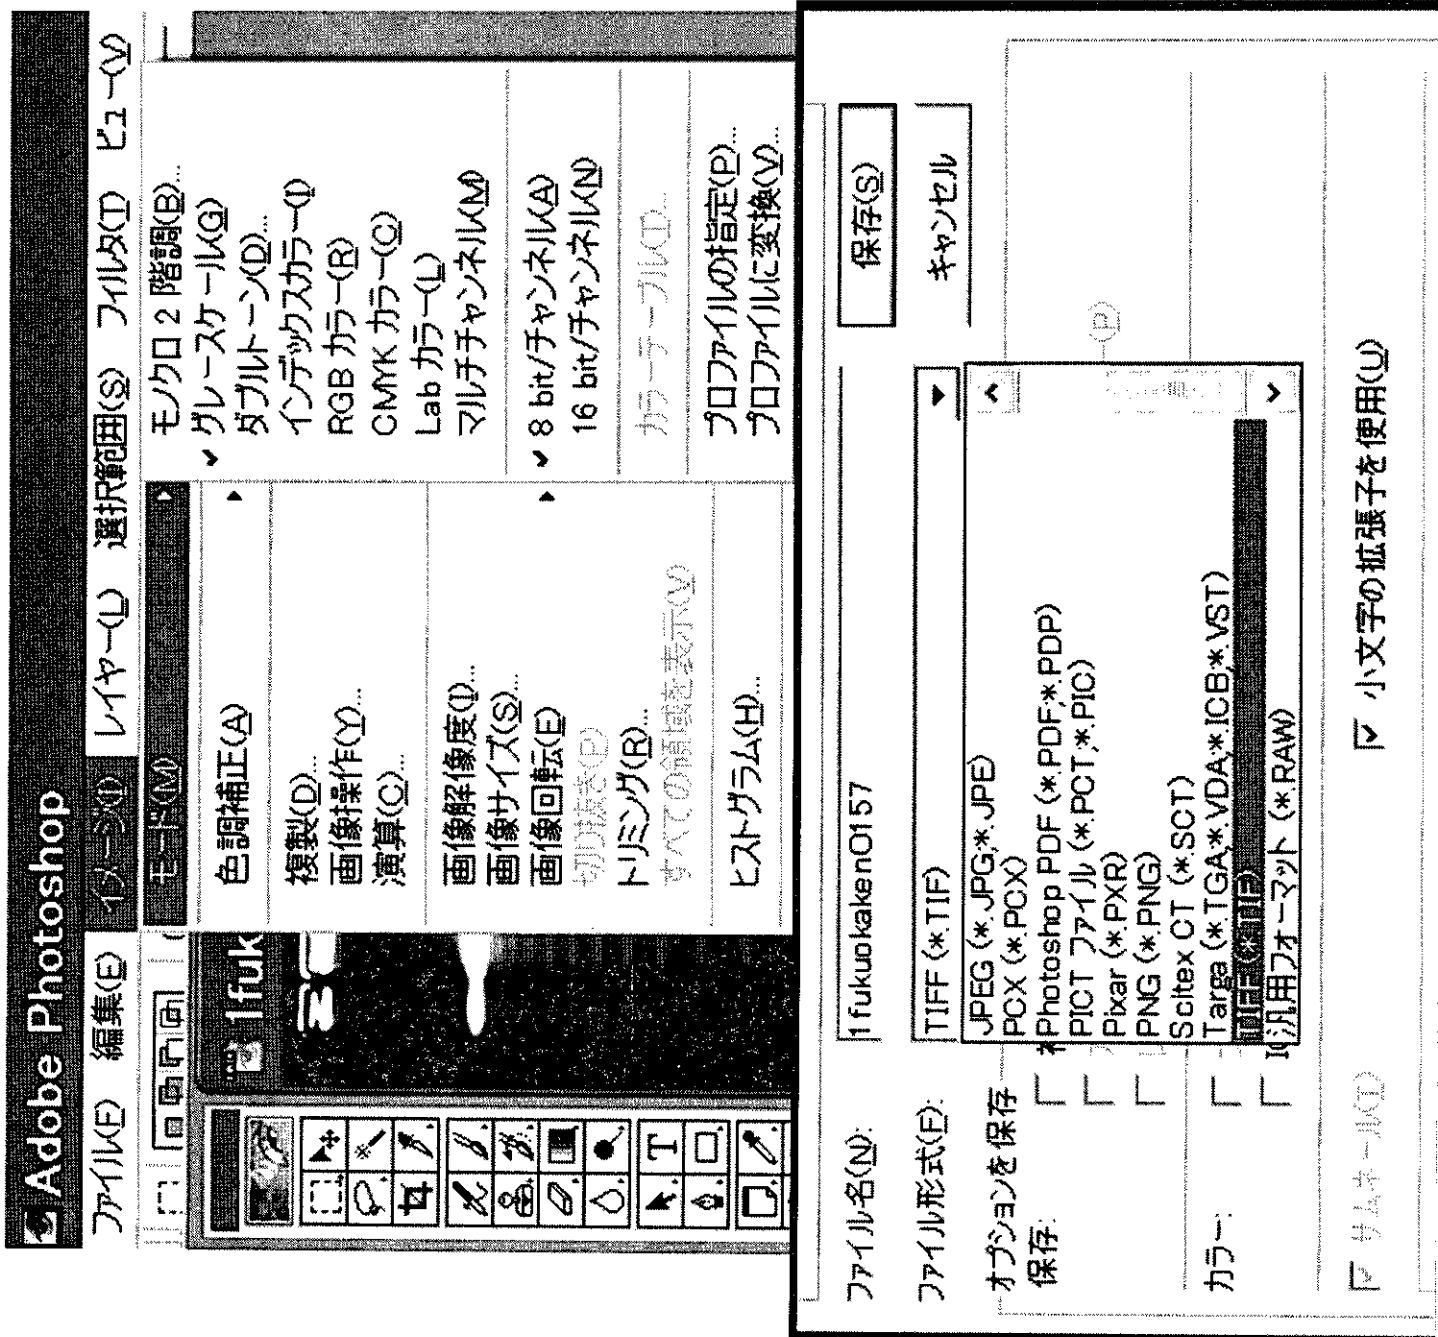 Adobe Photoshop
ファイル(F) 編集(E) イメージ(I) レイヤー(L) 選択範囲(S) フィルタ(T) ビュー(V)
1fuk
モード(M)
色調補正(A)
複製(D)...
画像操作(Y)...
演算(C)...
画像解像度(I)...
画像サイズ(S)...
画像回転(E)
切り抜き(P)
トリミング(R)...
すべての領域を表示(V)
ヒストグラム(H)...
モノクロ 2 階調(B)...
グレースケール(G)
ダブルトーン(D)...
インデックスカラー(I)
RGB カラー(R)
CMYK カラー(C)
Lab カラー(L)
マルチチャンネル(M)
8 bit/チャンネル(A)
16 bit/チャンネル(N)
カラーテーブル(T)...
プロファイルの指定(P)...
プロファイルに変換(V)...
ファイル名(N): 1fukuokakenO157 保存(S)
ファイル形式(F): TIFF (*.TIF) キャンセル
オプションを保存
保存:
JPEG (*.JPG;*.JPE)
PCX (*.PCX)
Photoshop PDF (*.PDF;*.PDP)
PICT ファイル (*.PCT;*.PIC)
Pixar (*.PXR)
PNG (*.PNG)
Scitex CT (*.SCT)
Targa (*.TGA;*.VDA;*.ICB;*.VST)
TIFF (*.TIF)
汎用フォーマット (*.RAW)
(P)
カラー:
サムネール(T) 小文字の拡張子を使用(U)